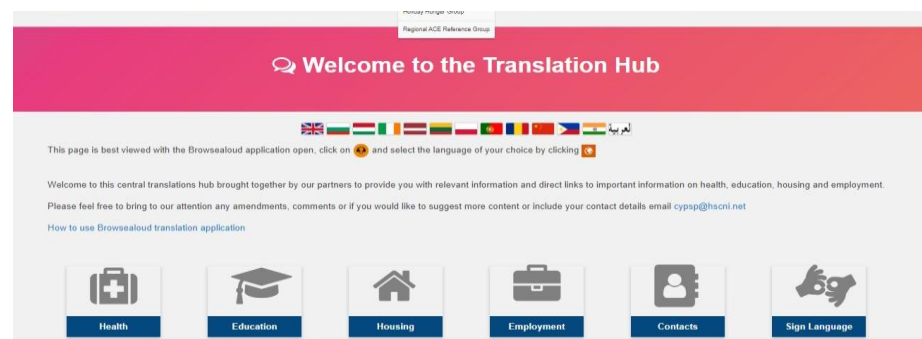 Holiday Hunger Group
Regional ACE Reference Group
Welcome to the Translation Hub
لعربية
This page is best viewed with the Browsealoud application open, click on and select the language of your choice by clicking
Welcome to this central translations hub brought together by our partners to provide you with relevant information and direct links to important information on health, education, housing and employment.
Please feel free to bring to our attention any amendments, comments or if you would like to suggest more content or include your contact details email cypsp@hscni.net
How to use Browsealoud translation application
Health Education Housing Employment Contacts Sign Language